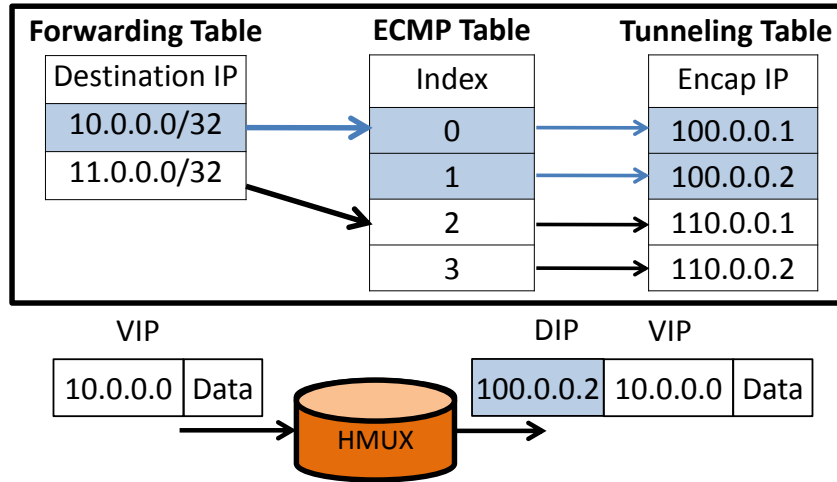 Forwarding Table ECMP Table Tunneling Table
Destination IP Index Encap IP
10.0.0.0/32 0 100.0.0.1
11.0.0.0/32 1 100.0.0.2
2 110.0.0.1
3 110.0.0.2
VIP DIP VIP
10.0.0.0 Data 100.0.0.2 10.0.0.0 Data
HMUX